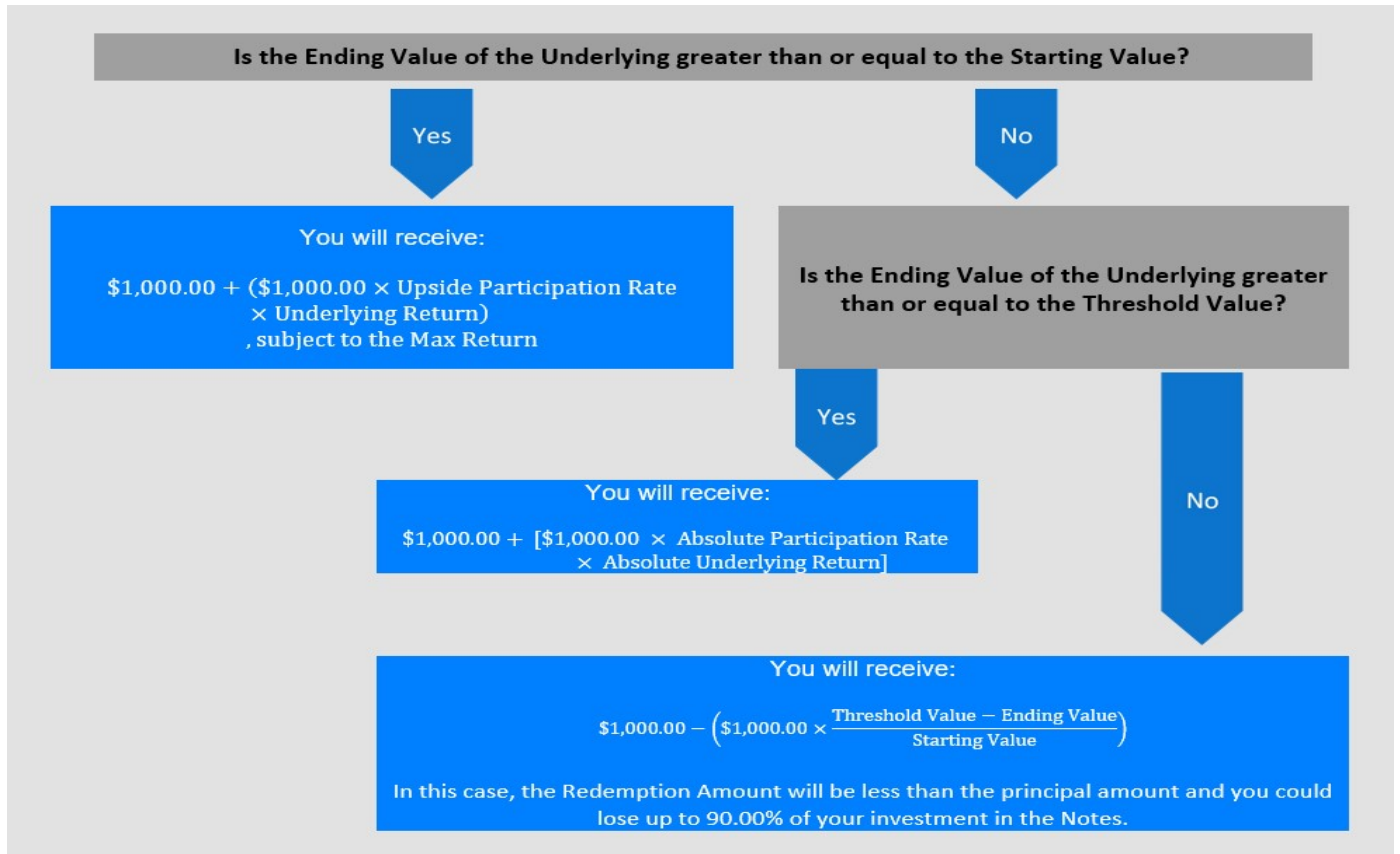 Is the Ending Value of the Underlying greater than or equal to the Starting Value?
Yes
No
You will receive:
$1,000.00 + ($1,000.00 × Upside Participation Rate
× Underlying Return)
, subject to the Max Return
Is the Ending Value of the Underlying greater
than or equal to the Threshold Value?
Yes
No
You will receive:
$1,000.00 + [$1,000.00 × Absolute Participation Rate
× Absolute Underlying Return]
You will receive:
$1,000.00 − ($1,000.00 × Threshold Value − Ending Value
Starting Value)
In this case, the Redemption Amount will be less than the principal amount and you could
lose up to 90.00% of your investment in the Notes.